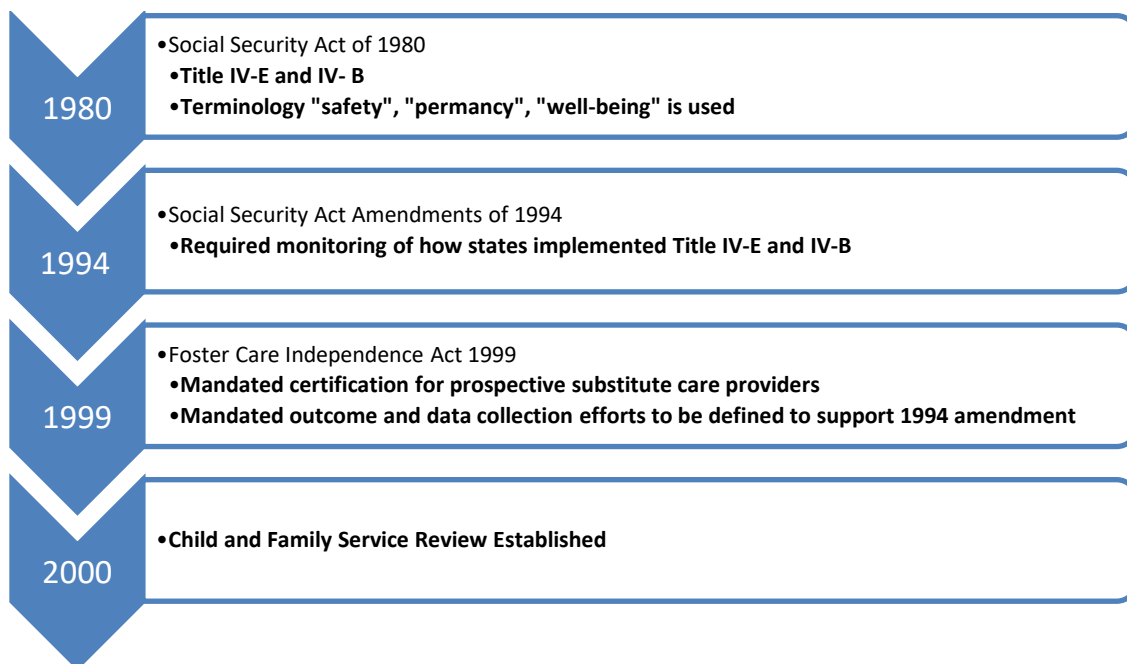 1980
•Social Security Act of 1980
•Title IV-E and IV- B
•Terminology "safety", "permancy", "well-being" is used
1994
•Social Security Act Amendments of 1994
•Required monitoring of how states implemented Title IV-E and IV-B
1999
•Foster Care Independence Act 1999
•Mandated certification for prospective substitute care providers
•Mandated outcome and data collection efforts to be defined to support 1994 amendment
2000
•Child and Family Service Review Established